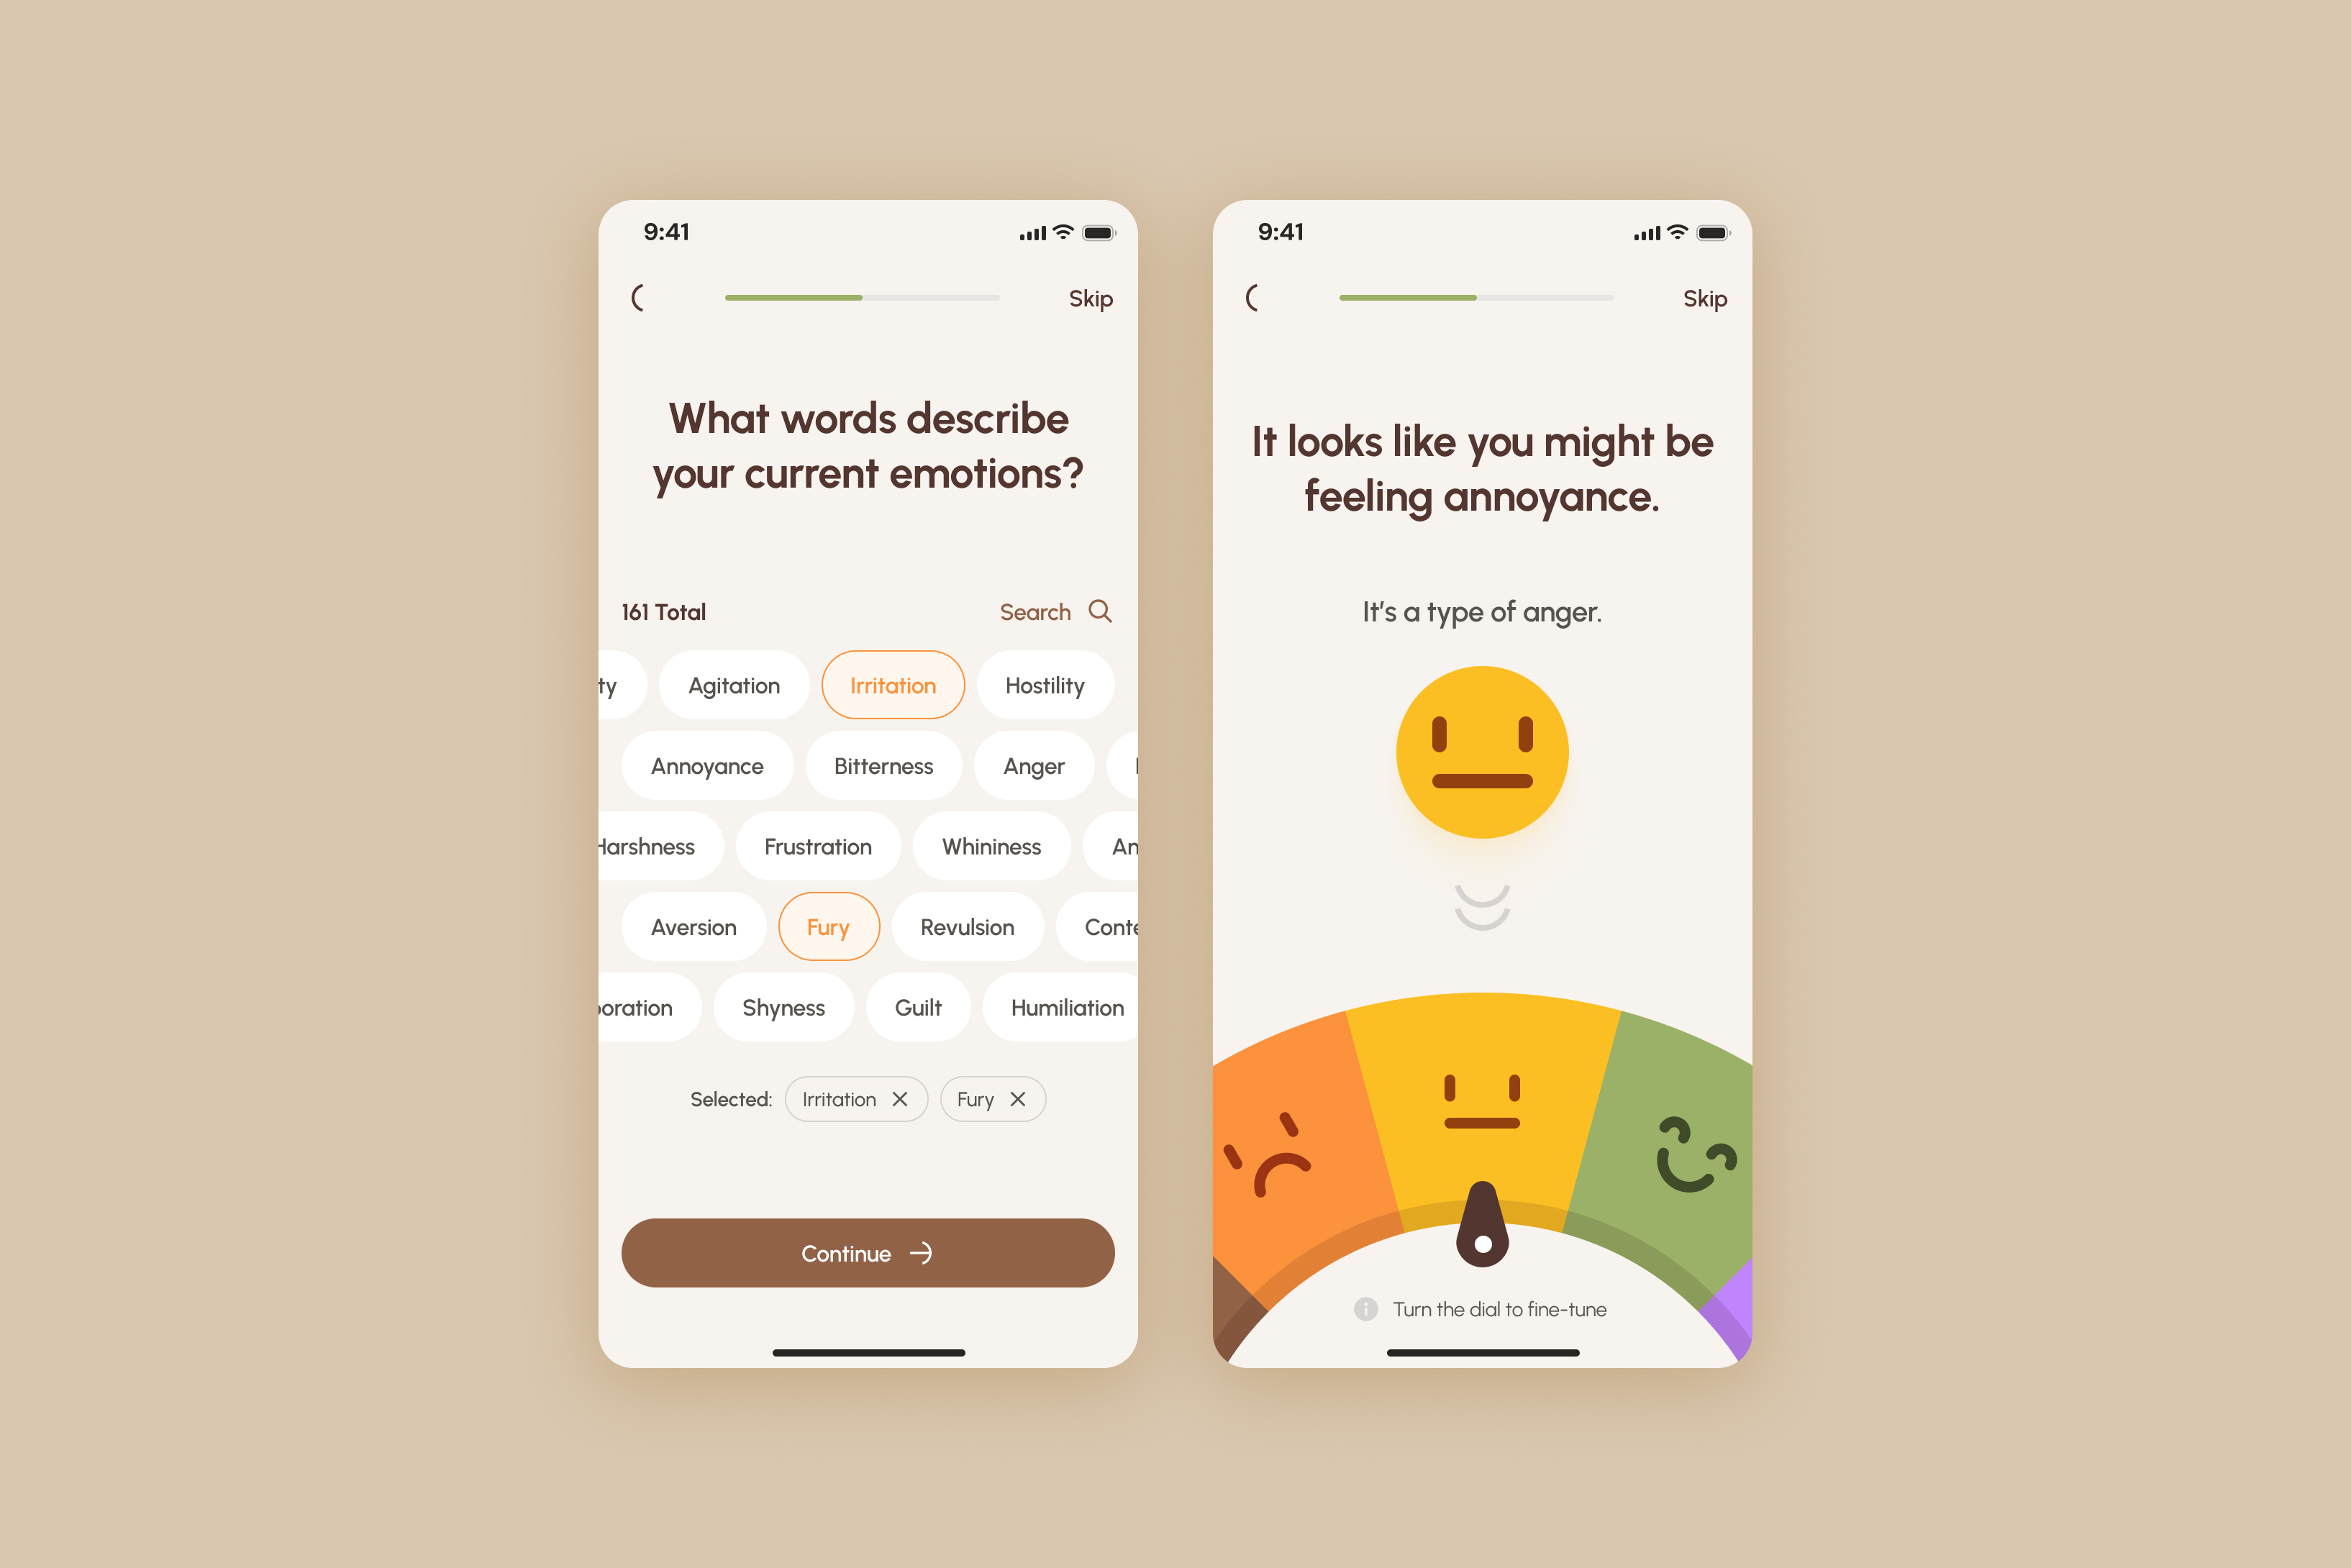 9:41
Skip
What words describe
your current emotions?
161 Total
Search
ty
Agitation
Irritation
Hostility
Annoyance
Bitterness
Anger
Harshness
Frustration
Whininess
An
Aversion
Fury
Revulsion
Conte
oration
Shyness
Guilt
Humiliation
Selected:
Irritation
Fury
Continue
9:41
Skip
It looks like you might be
feeling annoyance.
It's a type of anger.
Turn the dial to fine-tune